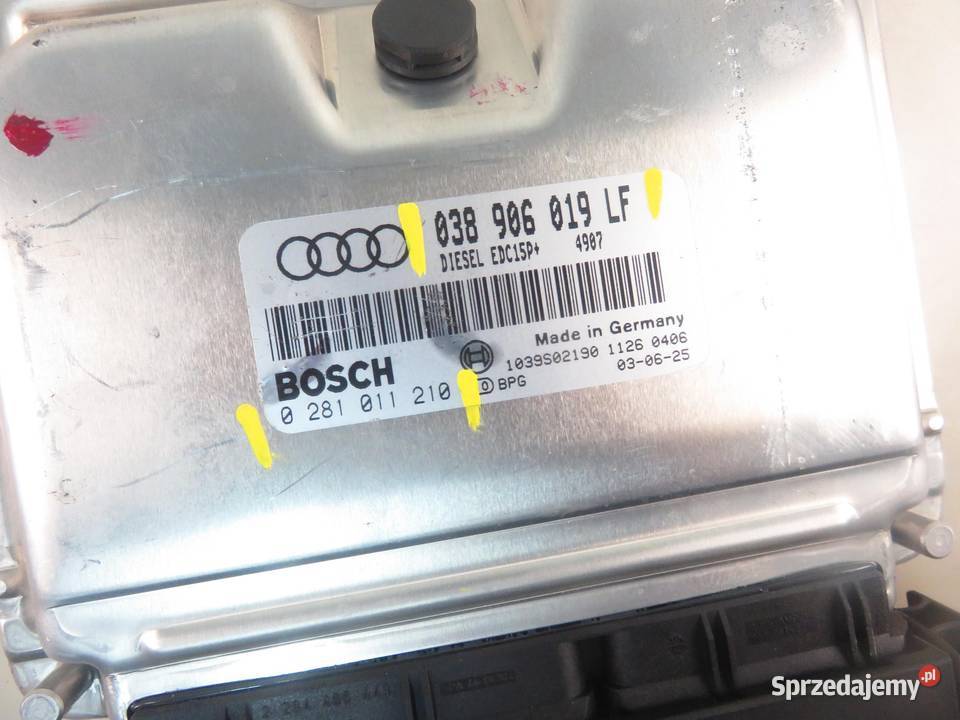 038 906 019 LF
DIESEL EDC15P+ 4907
Made in Germany
BOSCH
1039S02190 1126 0406
0 281 011 210
BPG
03-06-25
Sprzedajemy.pl